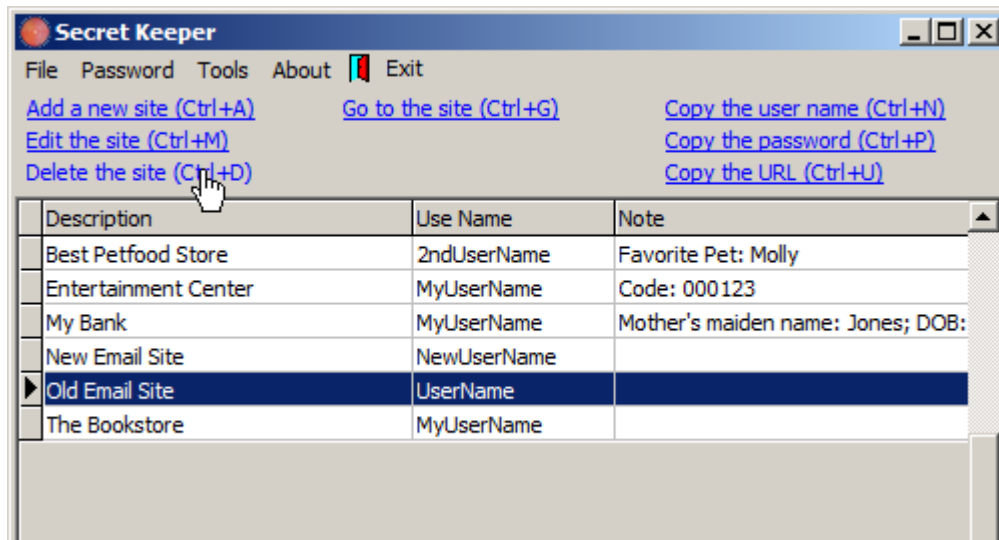 Secret Keeper
File Password Tools About Exit
Add a new site (Ctrl+A) Go to the site (Ctrl+G) Copy the user name (Ctrl+N)
Edit the site (Ctrl+M) Copy the password (Ctrl+P)
Delete the site (Ctrl+D) Copy the URL (Ctrl+U)
Description Use Name Note
Best Petfood Store 2ndUserName Favorite Pet: Molly
Entertainment Center MyUserName Code: 000123
My Bank MyUserName Mother's maiden name: Jones; DOB:
New Email Site NewUserName
Old Email Site UserName
The Bookstore MyUserName